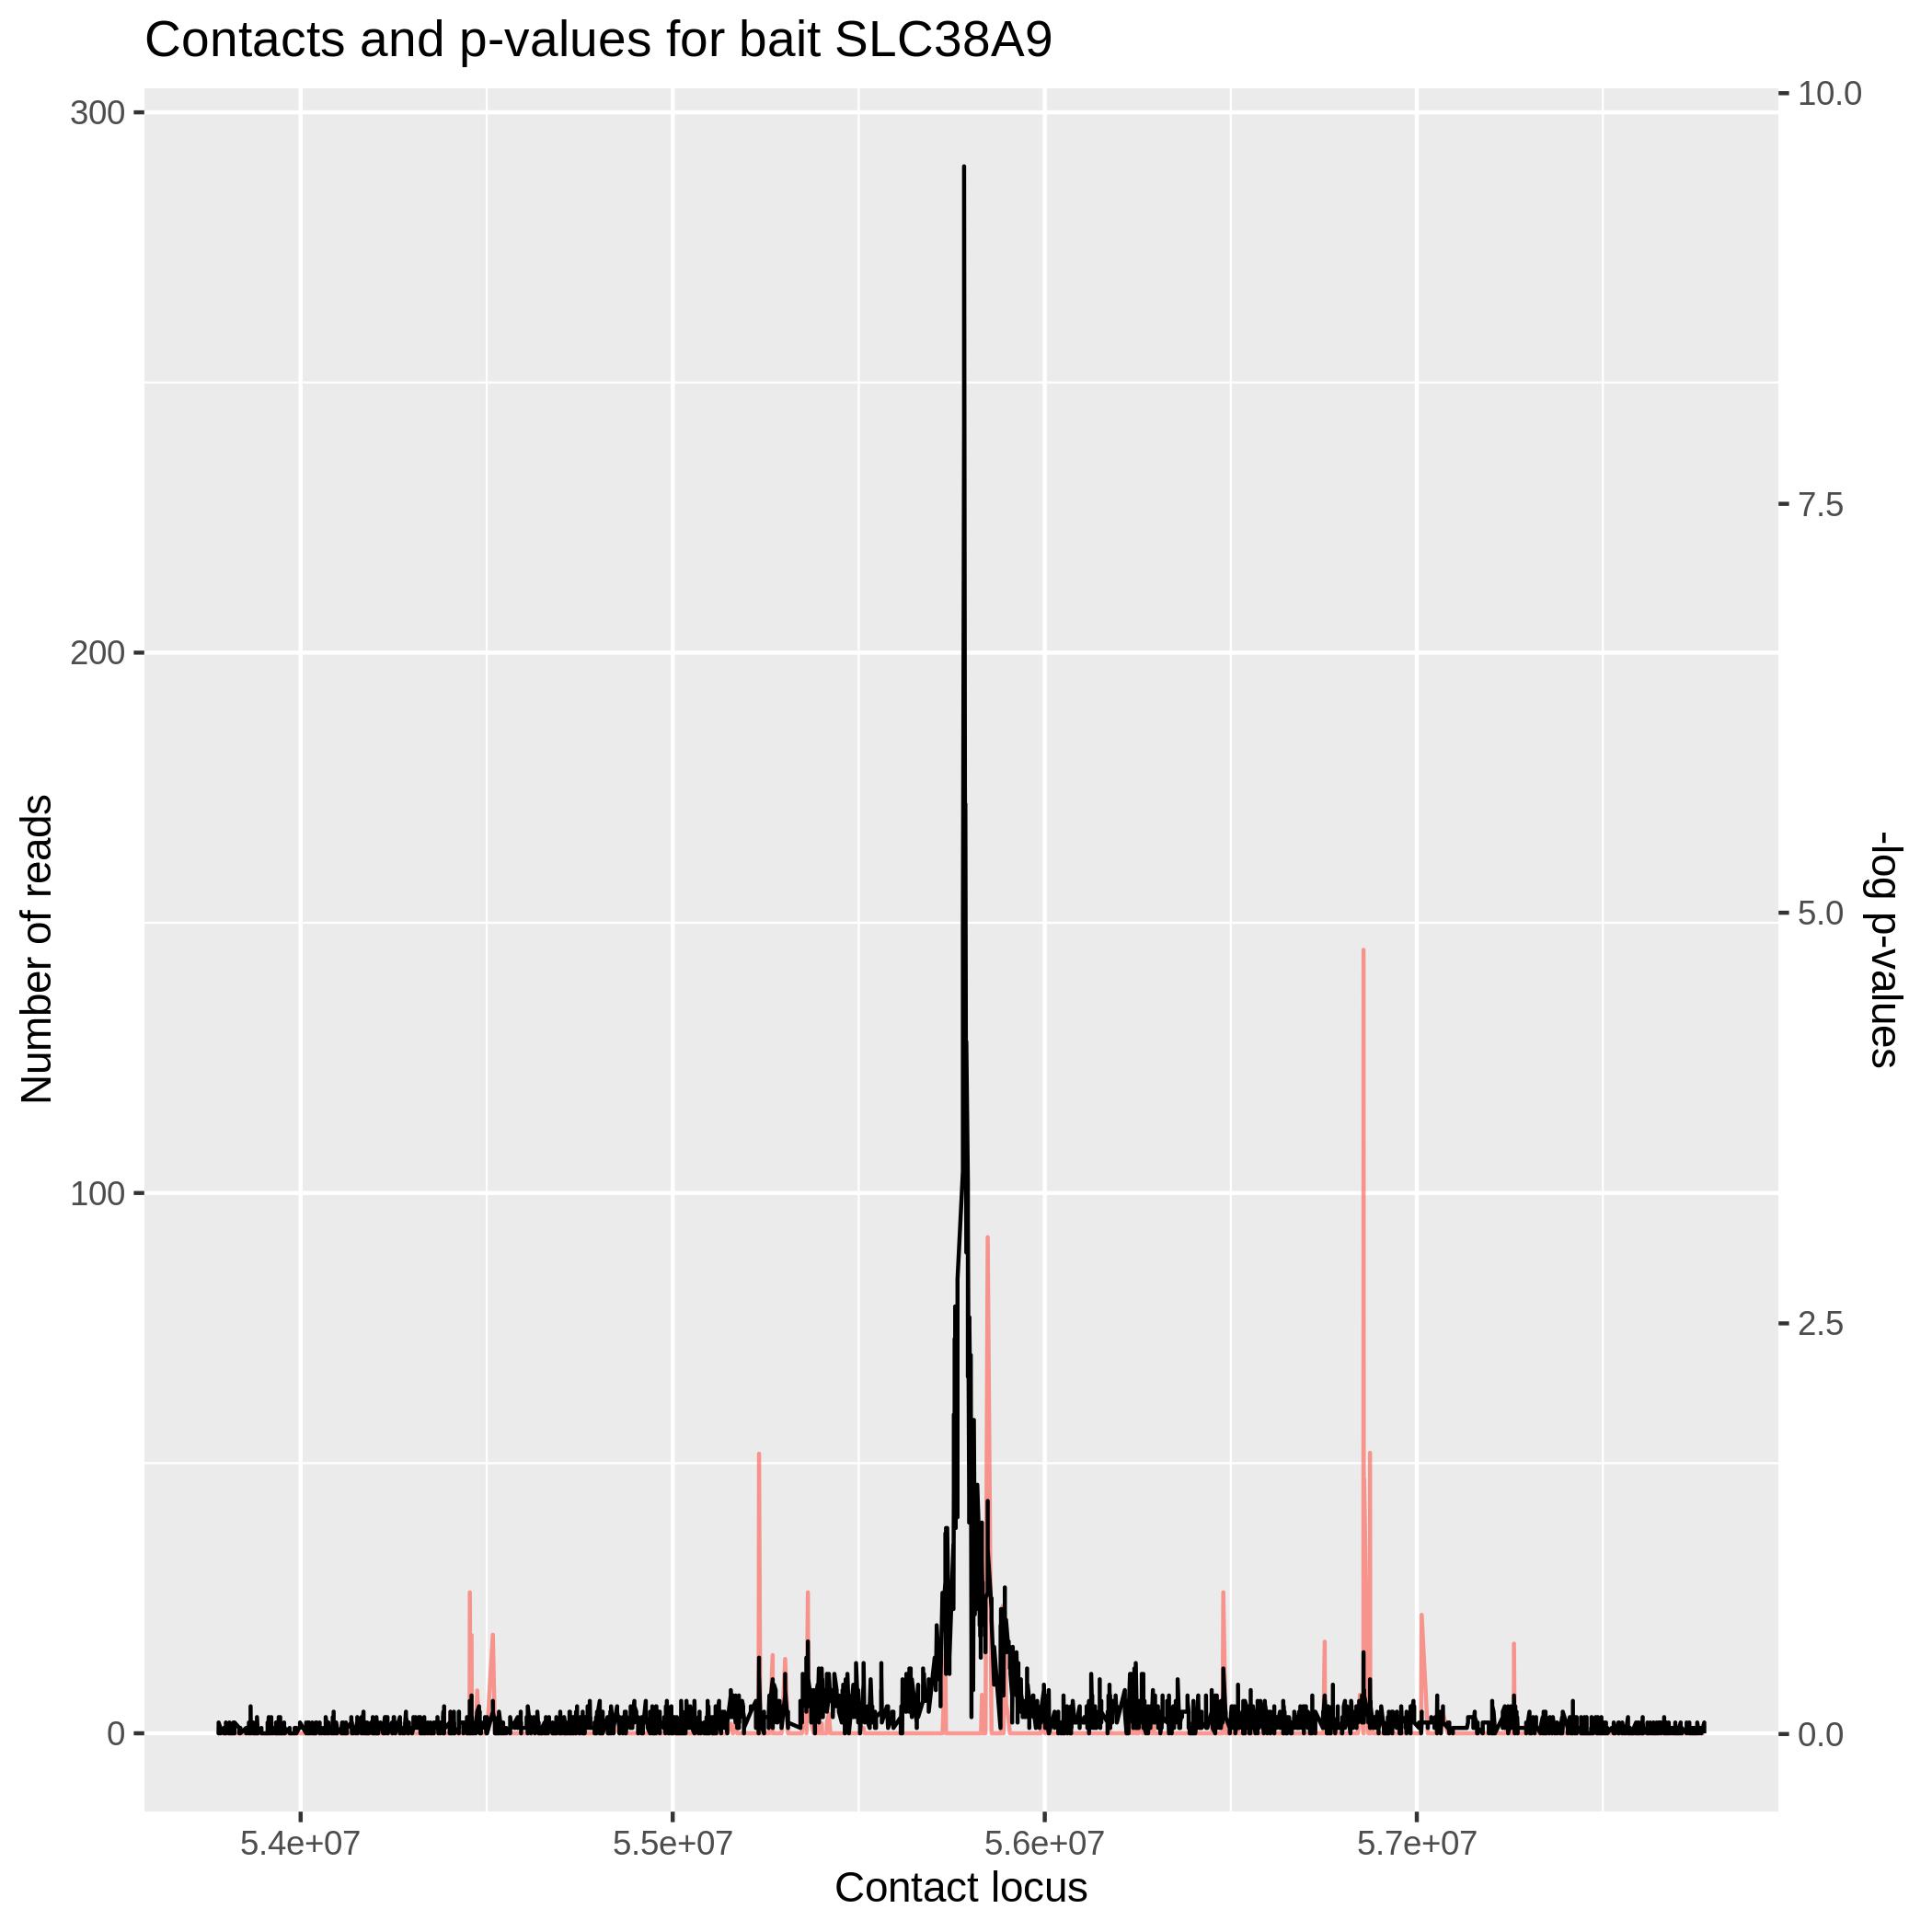 Contacts and p-values for bait SLC38A9
300
200
100
0
Number of reads
10.0
7.5
5.0
2.5
0.0
-log p-values
5.4e+07
5.5e+07
5.6e+07
5.7e+07
Contact locus